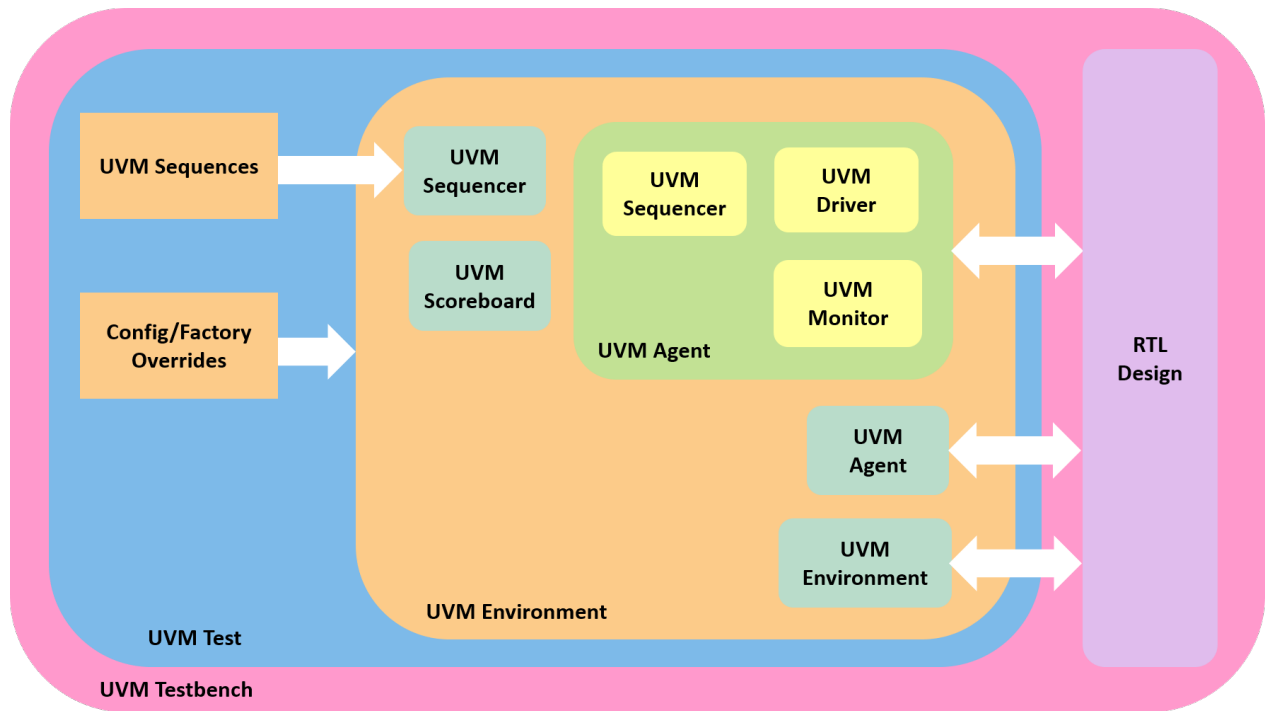 UVM Sequences
UVM
Sequencer
UVM
Sequencer
UVM
Driver
UVM
Scoreboard
UVM
Monitor
Config/Factory
Overrides
UVM Agent
RTL
Design
UVM
Agent
UVM
Environment
UVM Environment
UVM Test
UVM Testbench